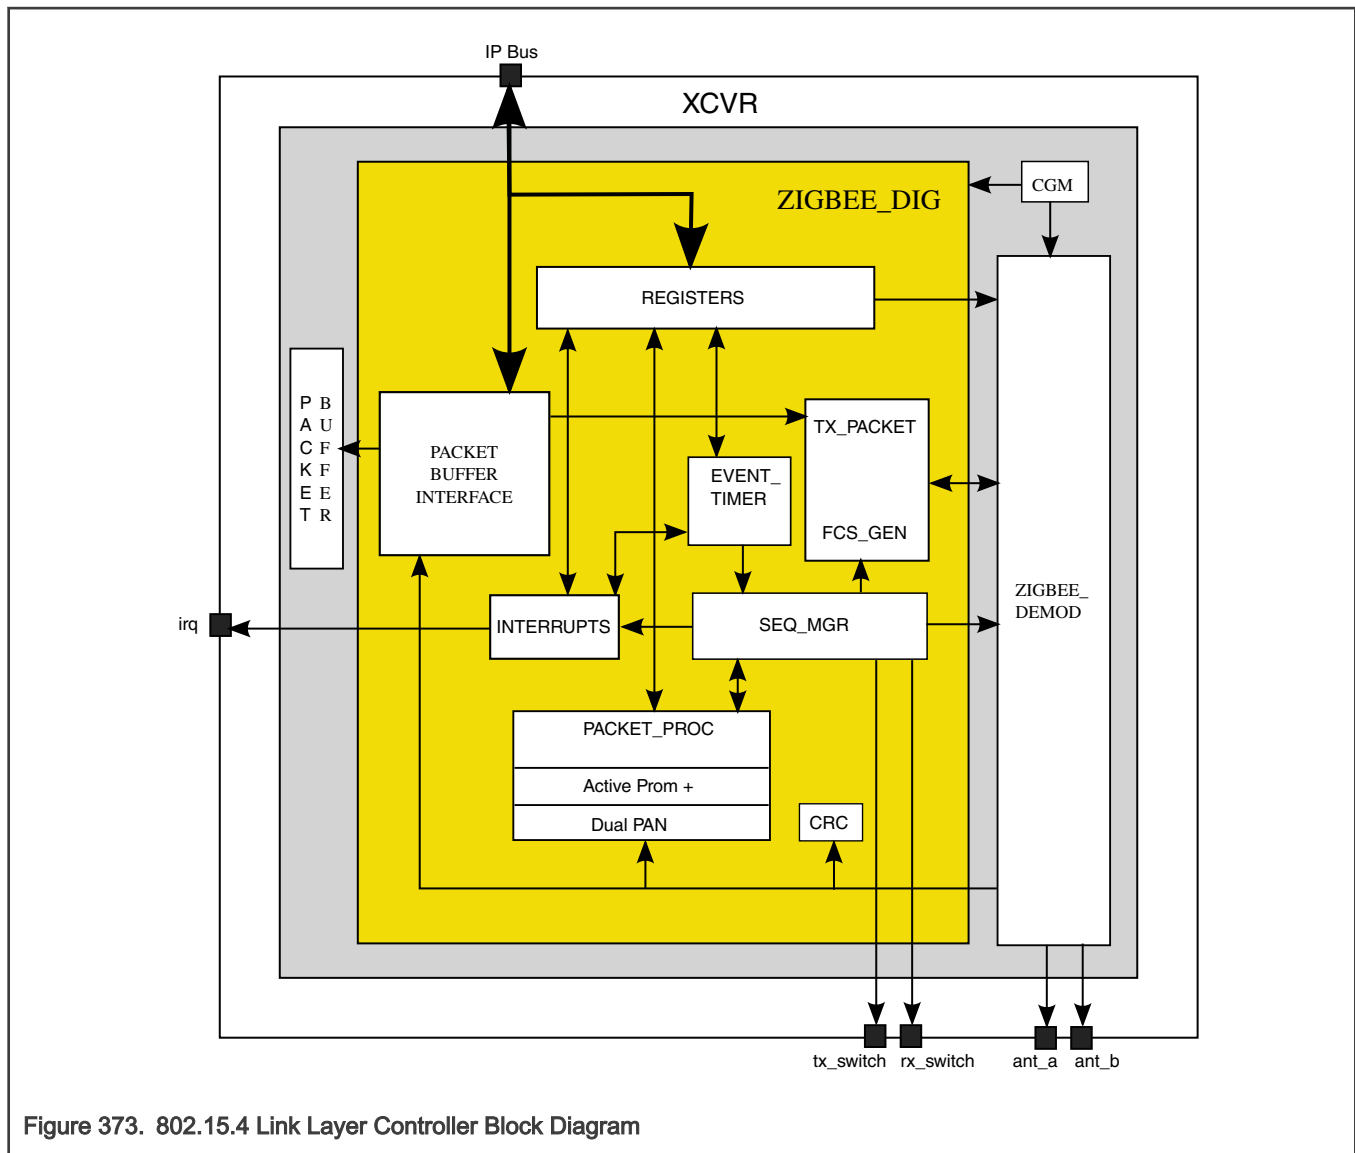 IP Bus
XCVR
ZIGBEE_DIG
CGM
REGISTERS
PACKET
BUFFER
PACKET
BUFFER
INTERFACE
TX_PACKET
FCS_GEN
EVENT_
TIMER
ZIGBEE_
DEMOD
irq
INTERRUPTS
SEQ_MGR
PACKET_PROC
Active Prom +
Dual PAN
CRC
tx_switch
rx_switch
ant_a
ant_b
Figure 373. 802.15.4 Link Layer Controller Block Diagram